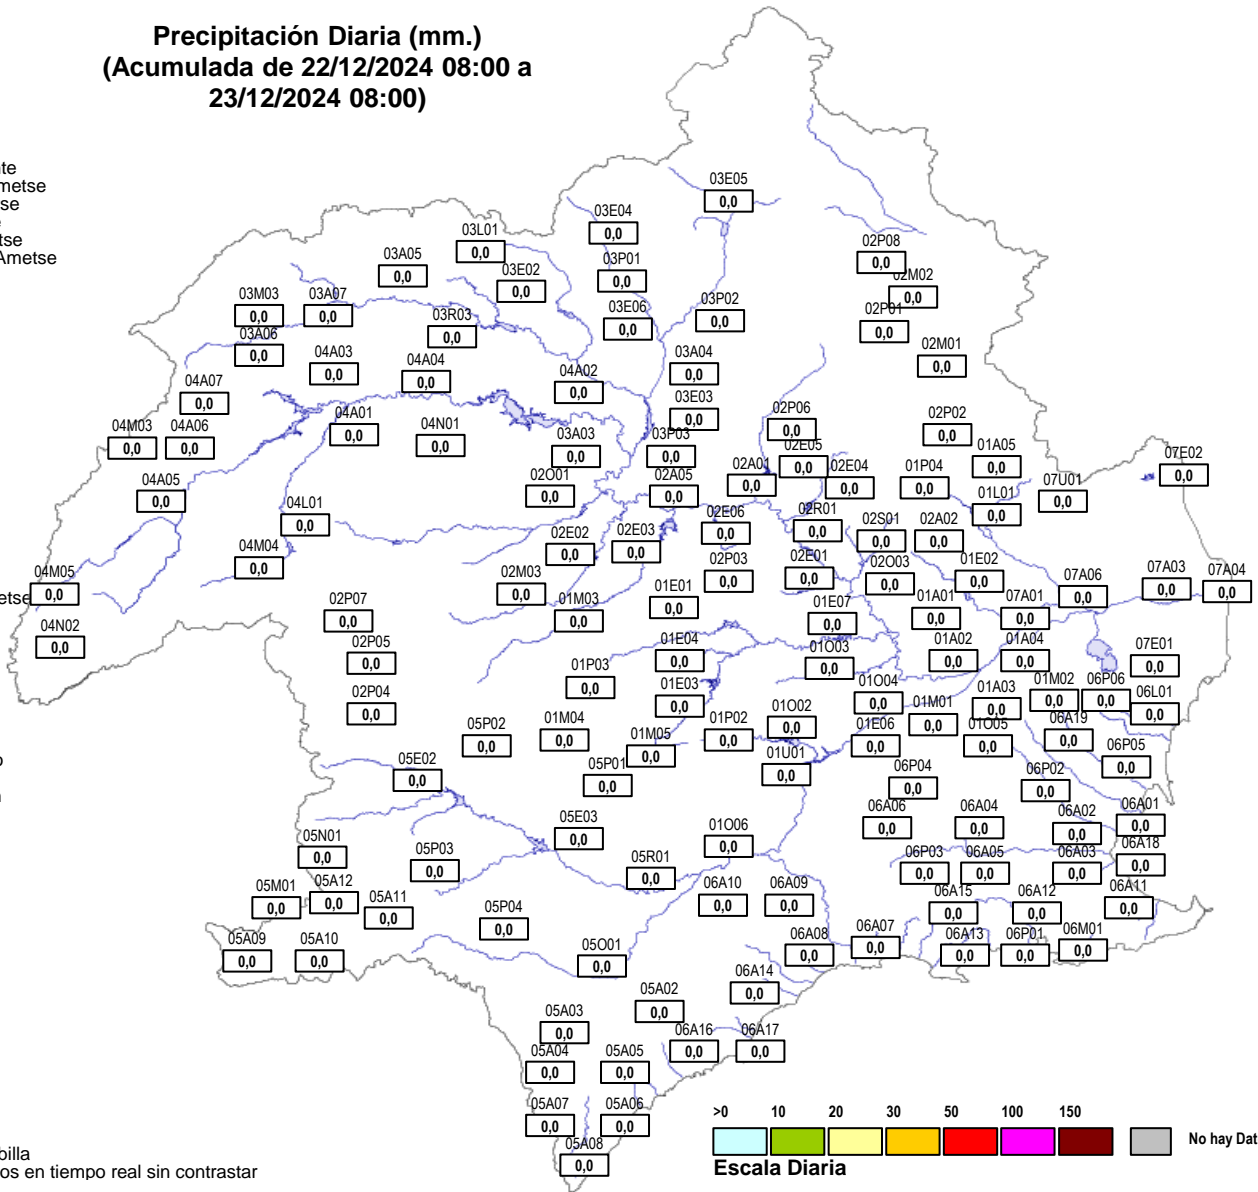 Precipitación Diaria (mm.)
(Acumulada de 22/12/2024 08:00 a
23/12/2024 08:00)
03E05
0,0
03E04
0,0
03L01
0,0
02P08
0,0
03A05
0,0
03P01
0,0
03E02
0,0
02M02
0,0
03M03
0,0
03A07
0,0
03P02
0,0
03E06
0,0
02P01
0,0
03R03
0,0
03A06
0,0
04A03
0,0
04A04
0,0
03A04
0,0
02M01
0,0
04A02
0,0
04A07
0,0
03E03
0,0
04A01
0,0
02P06
0,0
02P02
0,0
04M03
0,0
04A06
0,0
04N01
0,0
03A03
0,0
03P03
0,0
02E05
0,0
01A05
0,0
07E02
0,0
04A05
0,0
02O01
0,0
02A05
0,0
02A01
0,0
02E04
0,0
01P04
0,0
01L01
0,0
07U01
0,0
04L01
0,0
02E06
0,0
02R01
0,0
02S01
0,0
02A02
0,0
02E02
0,0
02E03
0,0
04M04
0,0
02P03
0,0
02E01
0,0
02O03
0,0
01E02
0,0
04M05
0,0
02M03
0,0
07A06
0,0
07A03
0,0
07A04
0,0
02P07
0,0
01M03
0,0
01E01
0,0
01E07
0,0
01A01
0,0
07A01
0,0
04N02
0,0
02P05
0,0
01E04
0,0
01O03
0,0
01A02
0,0
01A04
0,0
07E01
0,0
01P03
0,0
01E03
0,0
01O04
0,0
01A03
0,0
01M02
0,0
06P06
0,0
06L01
0,0
02P04
0,0
05P02
0,0
01M04
0,0
01M05
0,0
01P02
0,0
01O02
0,0
01E06
0,0
01M01
0,0
01O05
0,0
06A19
0,0
06P05
0,0
05E02
0,0
05P01
0,0
01U01
0,0
06P04
0,0
06P02
0,0
05E03
0,0
01O06
0,0
06A06
0,0
06A04
0,0
06A02
0,0
06A01
0,0
05N01
0,0
05P03
0,0
05R01
0,0
06P03
0,0
06A05
0,0
06A03
0,0
06A18
0,0
05M01
0,0
05A12
0,0
05A11
0,0
05P04
0,0
06A10
0,0
06A09
0,0
06A15
0,0
06A12
0,0
06A11
0,0
05A09
0,0
05A10
0,0
05O01
0,0
06A08
0,0
06A07
0,0
06A13
0,0
06P01
0,0
06M01
0,0
06A14
0,0
05A02
0,0
05A03
0,0
06A16
0,0
06A17
0,0
05A04
0,0
05A05
0,0
05A07
0,0
05A06
0,0
05A08
0,0
>0 10 20 30 50 100 150
No hay Dat
Escala Diaria
os en tiempo real sin contrastar